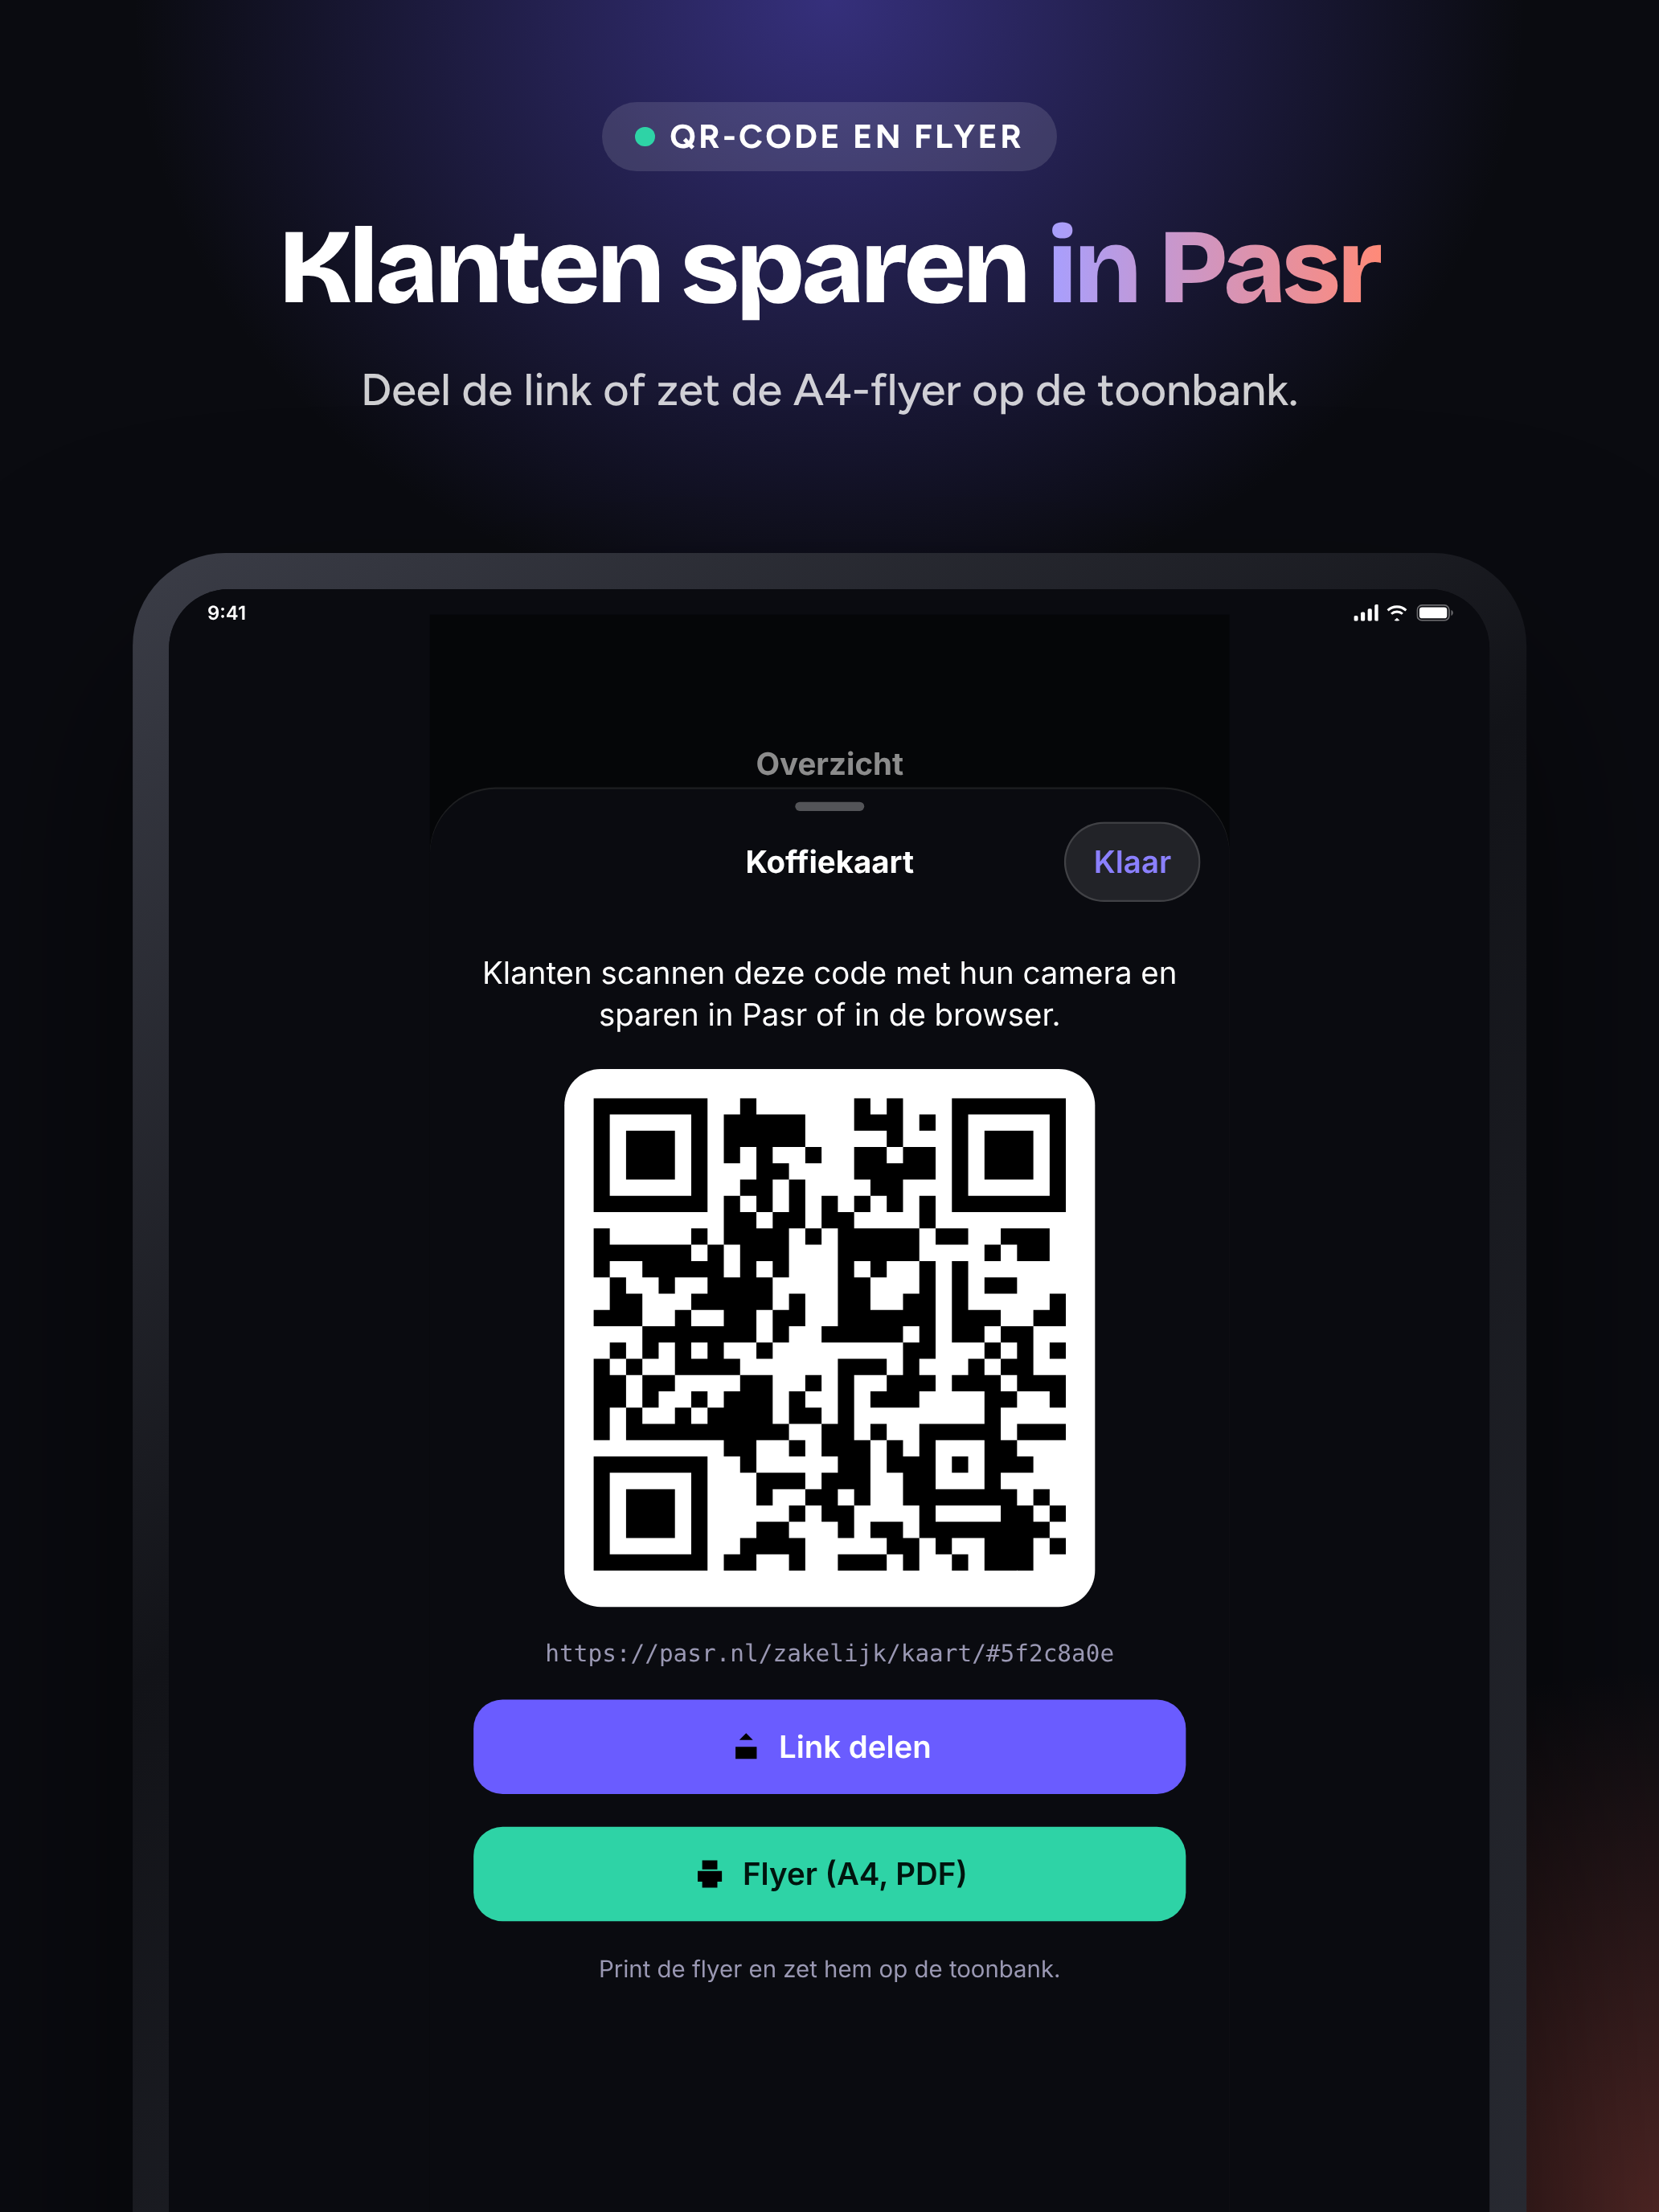 QR-CODE EN FLYER
Klanten sparen in Pasr
Deel de link of zet de A4-flyer op de toonbank.
9:41
Overzicht
Koffiekaart
Klaar
Klanten scannen deze code met hun camera en
sparen in Pasr of in de browser.
https://pasr.nl/zakelijk/kaart/#5f2c8a0e
Link delen
Flyer (A4, PDF)
Print de flyer en zet hem op de toonbank.